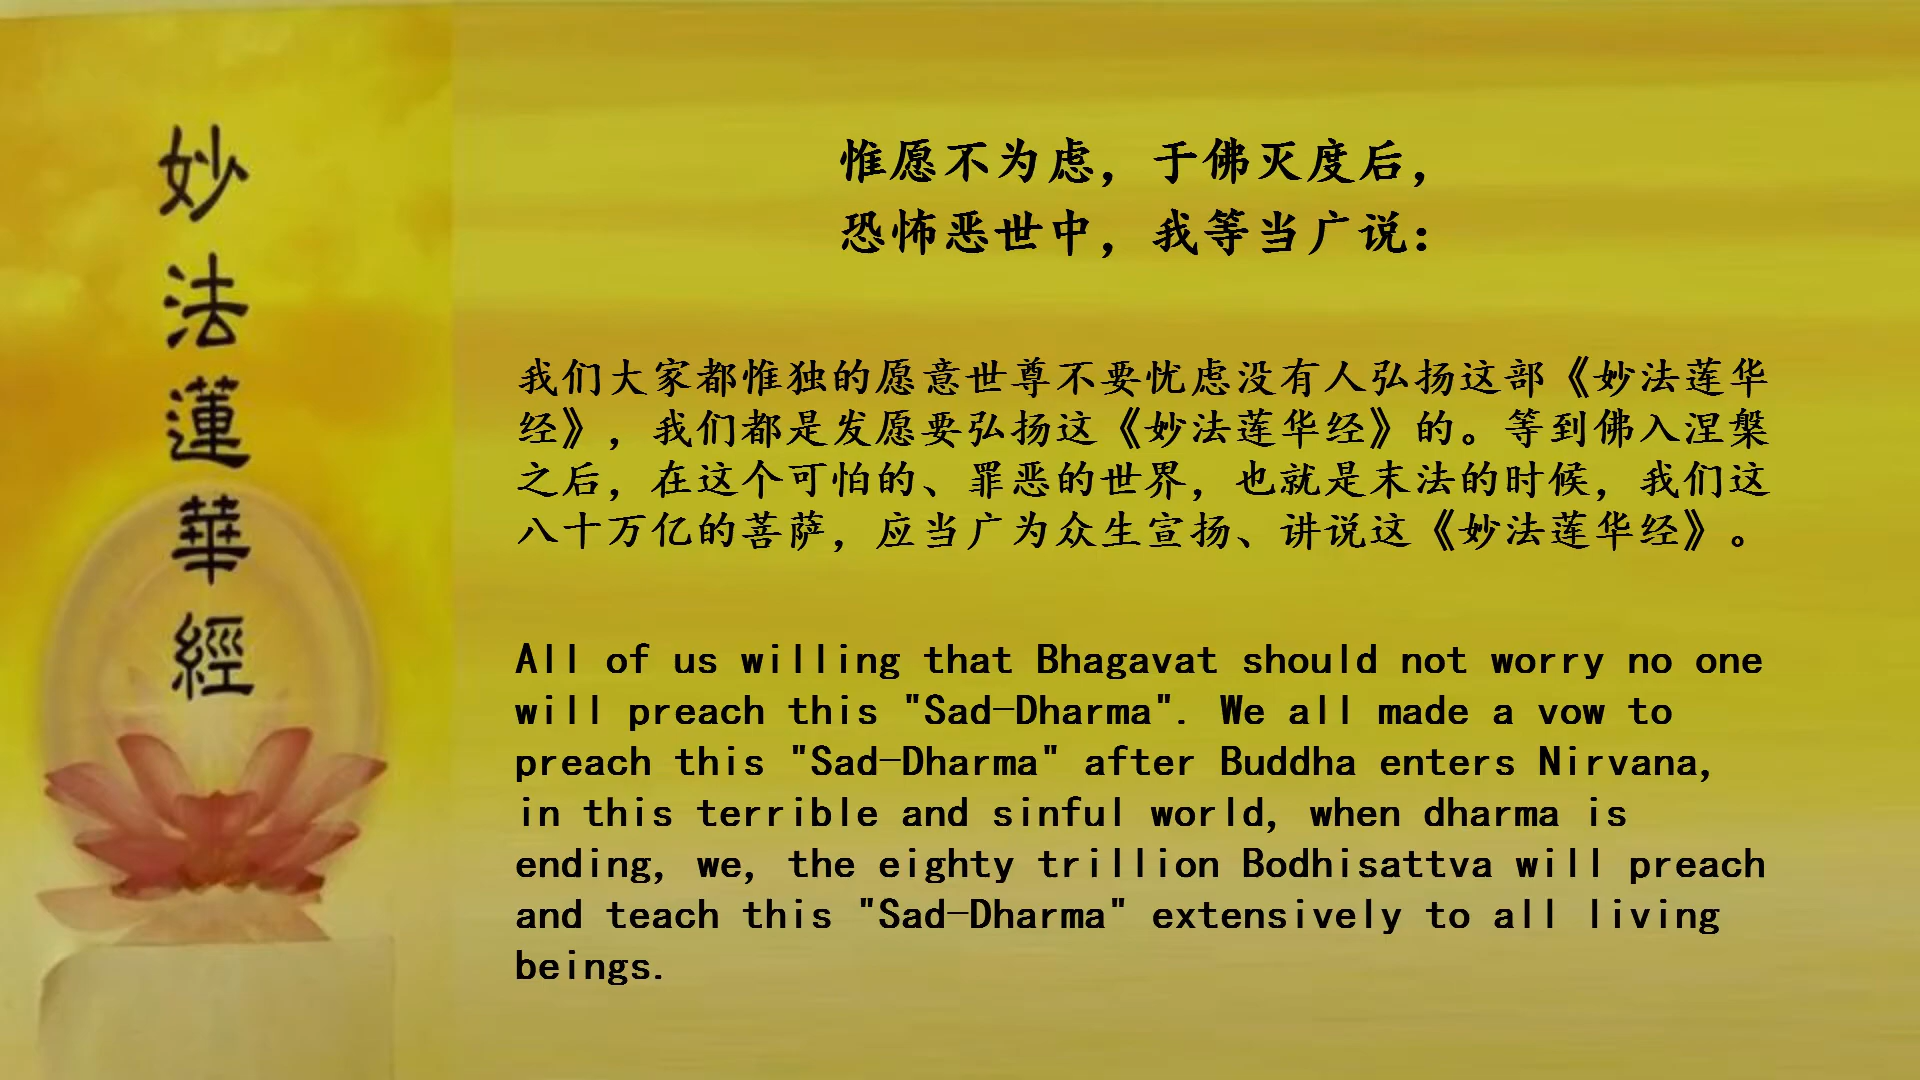 妙法蓮華經
惟愿不为虑，于佛灭度后，
恐怖恶世中，我等当广说：
我们大家都惟独的愿意世尊不要忧虑没有人弘扬这部《妙法莲华
经》，我们都是发愿要弘扬这《妙法莲华经》的。等到佛入涅槃
之后，在这个可怕的、罪恶的世界，也就是末法的时候，我们这
八十万亿的菩萨，应当广为众生宣扬、讲说这《妙法莲华经》。
All of us willing that Bhagavat should not worry no one
will preach this "Sad-Dharma". We all made a vow to
preach this "Sad-Dharma" after Buddha enters Nirvana,
in this terrible and sinful world, when dharma is
ending, we, the eighty trillion Bodhisattva will preach
and teach this "Sad-Dharma" extensively to all living
beings.